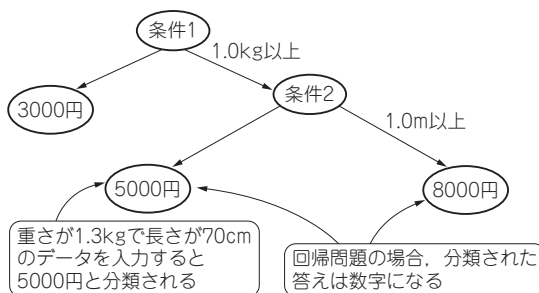 条件1
1.0kg以上
3000円
条件2
1.0m以上
5000円
8000円
重さが1.3kgで長さが70cm
のデータを入力すると
5000円と分類される
回帰問題の場合，分類された
答えは数字になる